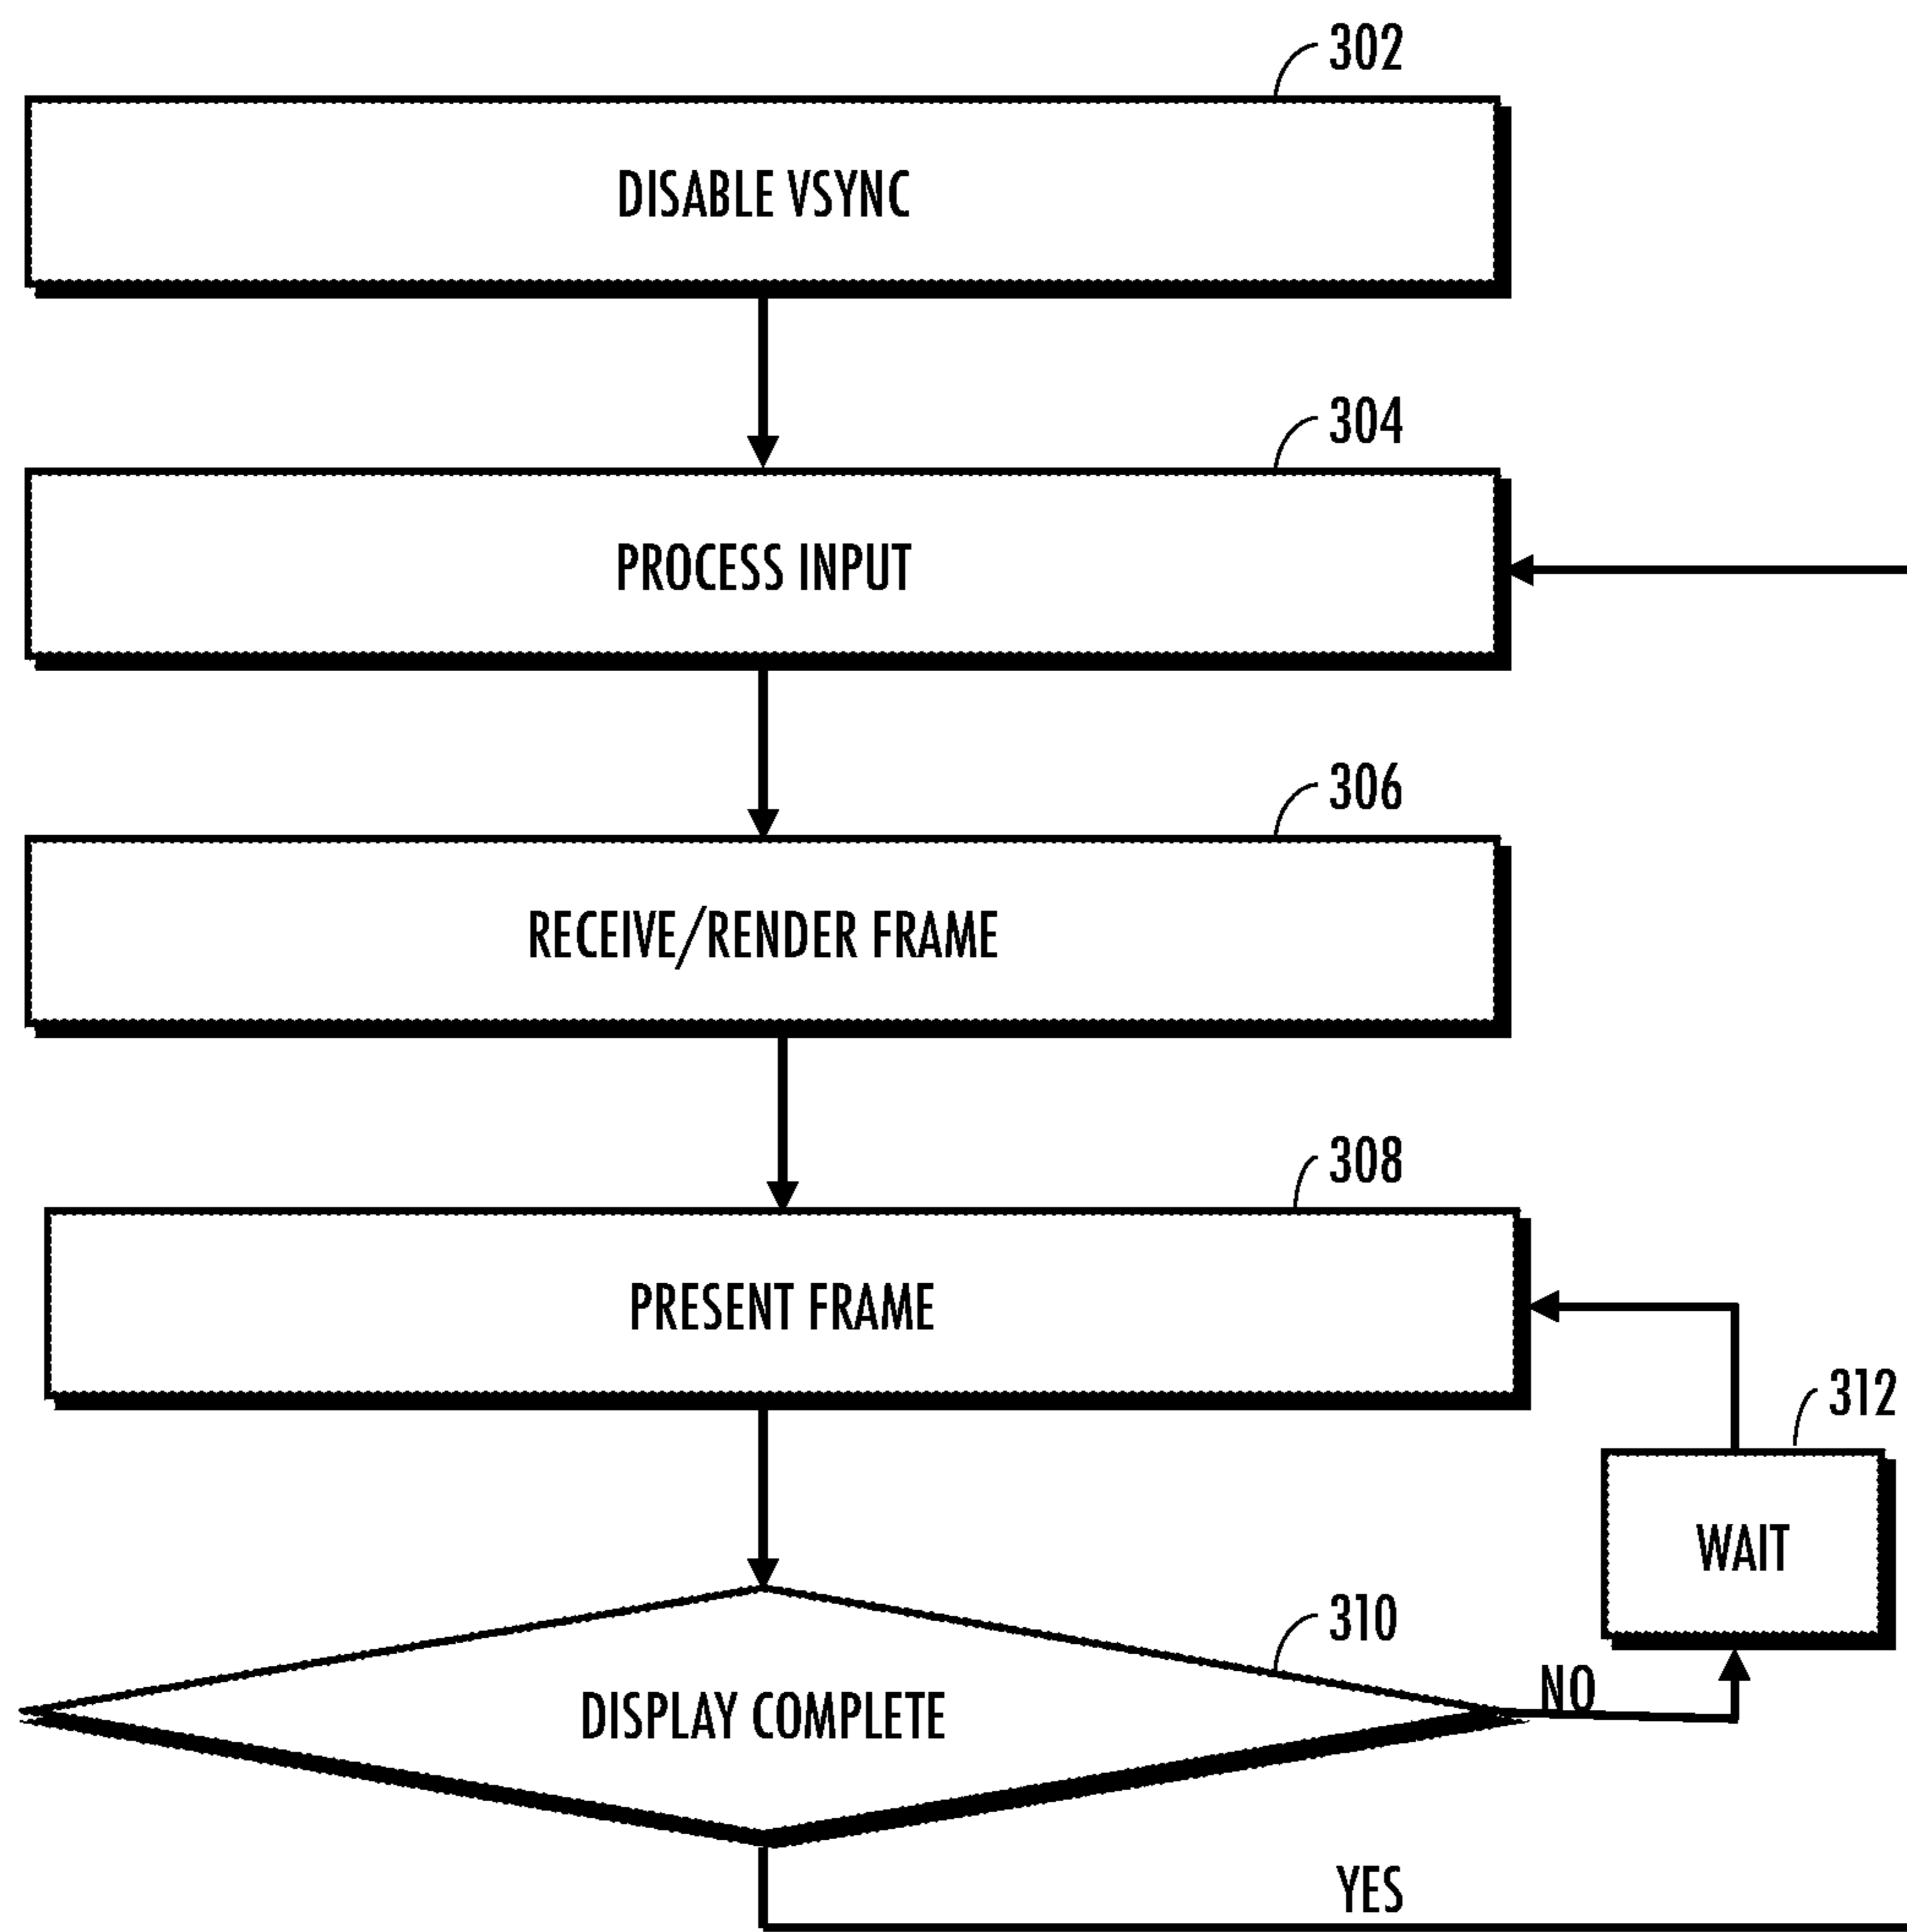 302
DISABLE VSYNC
304
PROCESS INPUT
306
RECEIVE/RENDER FRAME
308
PRESENT FRAME
312
WAIT
310
DISPLAY COMPLETE
NO
YES